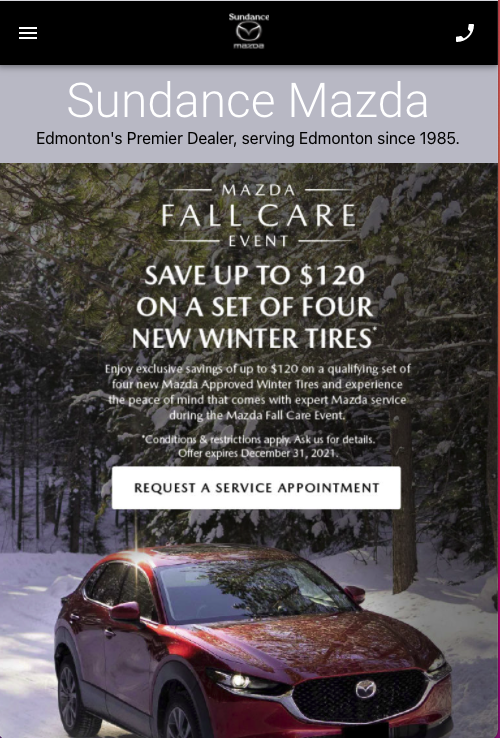 Sundance
mazda
Sundance Mazda
Edmonton's Premier Dealer, serving Edmonton since 1985.
MAZDA
FALL CARE
EVENT
SAVE UP TO $120
ON A SET OF FOUR
NEW WINTER TIRES*
Enjoy exclusive savings of up to $120 on a qualifying set of
four new Mazda Approved Winter Tires and experience
the peace of mind that comes with expert Mazda service
during the Mazda Fall Care Event.
*Conditions & restrictions apply. Ask us for details.
Offer expires December 31, 2021.
REQUEST A SERVICE APPOINTMENT